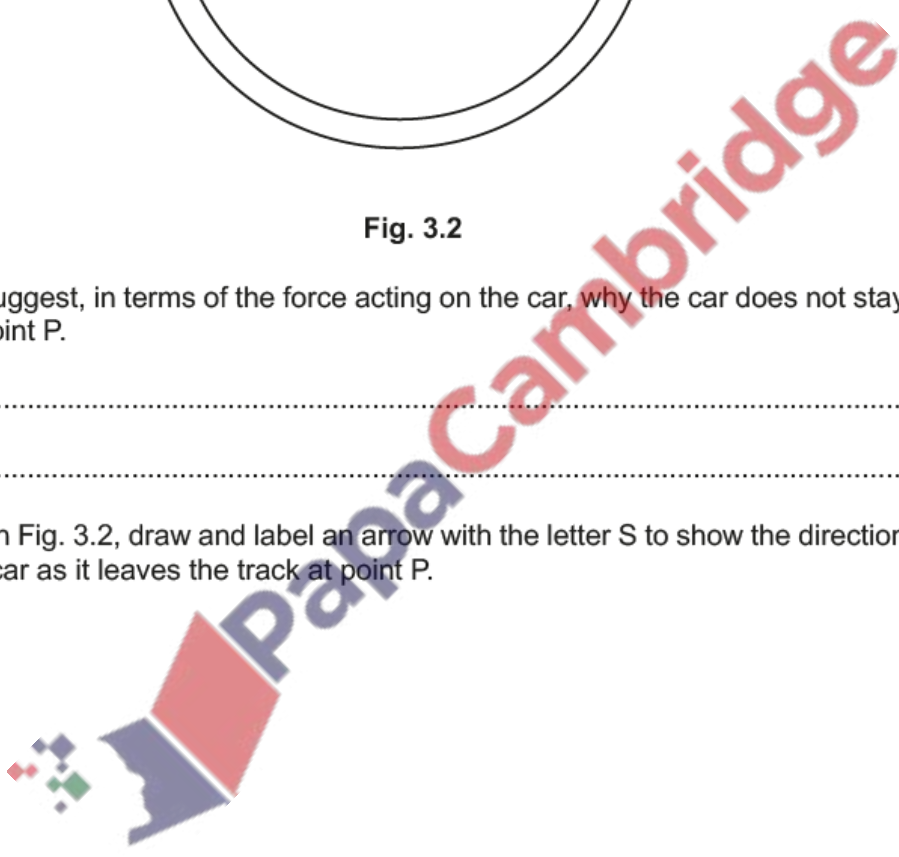 Fig. 3.2
uggest, in terms of the force acting on the car, why the car does not stay
oint P.
n Fig. 3.2, draw and label an arrow with the letter S to show the direction
car as it leaves the track at point P.
PapaCambridge